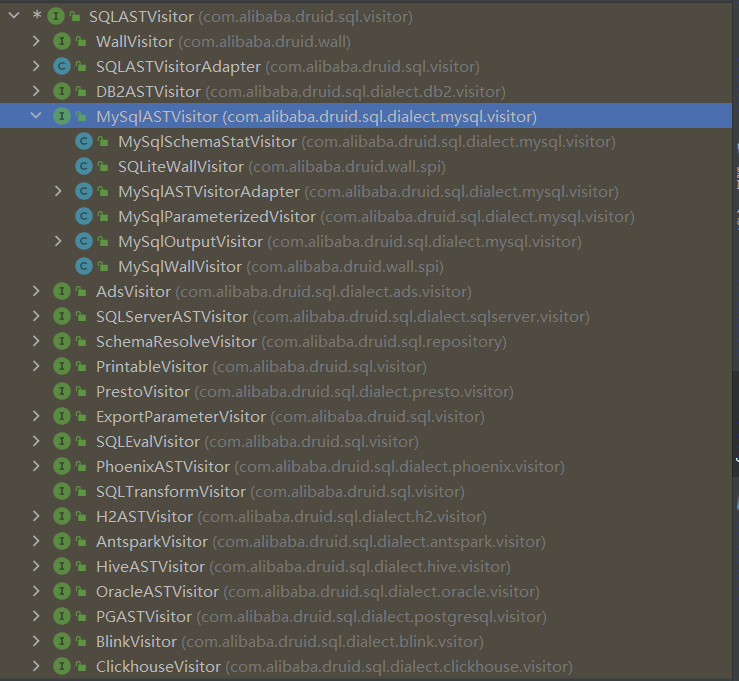 * I SQLASTVisitor (com.alibaba.druid.sql.visitor)
I WallVisitor (com.alibaba.druid.wall)
C SQLASTVisitorAdapter (com.alibaba.druid.sql.visitor)
I DB2ASTVisitor (com.alibaba.druid.sql.dialect.db2.visitor)
I MySqlASTVisitor (com.alibaba.druid.sql.dialect.mysql.visitor)
C MySqlSchemaStatVisitor (com.alibaba.druid.sql.dialect.mysql.visitor)
C SQLiteWallVisitor (com.alibaba.druid.wall.spi)
C MySqlASTVisitorAdapter (com.alibaba.druid.sql.dialect.mysql.visitor)
C MySqlParameterizedVisitor (com.alibaba.druid.sql.dialect.mysql.visitor)
C MySqlOutputVisitor (com.alibaba.druid.sql.dialect.mysql.visitor)
C MySqlWallVisitor (com.alibaba.druid.wall.spi)
I AdsVisitor (com.alibaba.druid.sql.dialect.ads.visitor)
I SQLServerASTVisitor (com.alibaba.druid.sql.dialect.sqlserver.visitor)
I SchemaResolveVisitor (com.alibaba.druid.sql.repository)
I PrintableVisitor (com.alibaba.druid.sql.visitor)
I PrestoVisitor (com.alibaba.druid.sql.dialect.presto.visitor)
I ExportParameterVisitor (com.alibaba.druid.sql.visitor)
I SQLEvalVisitor (com.alibaba.druid.sql.visitor)
I PhoenixASTVisitor (com.alibaba.druid.sql.dialect.phoenix.visitor)
I SQLTransformVisitor (com.alibaba.druid.sql.visitor)
I H2ASTVisitor (com.alibaba.druid.sql.dialect.h2.visitor)
I AntsparkVisitor (com.alibaba.druid.sql.dialect.antspark.visitor)
I HiveASTVisitor (com.alibaba.druid.sql.dialect.hive.visitor)
I OracleASTVisitor (com.alibaba.druid.sql.dialect.oracle.visitor)
I PGASTVisitor (com.alibaba.druid.sql.dialect.postgresql.visitor)
I BlinkVisitor (com.alibaba.druid.sql.dialect.blink.vsitor)
I ClickhouseVisitor (com.alibaba.druid.sql.dialect.clickhouse.visitor)